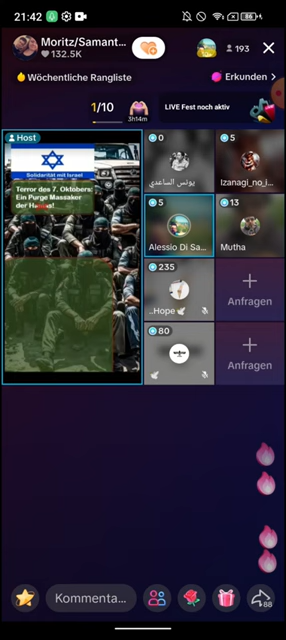 21:42
86
Moritz/Samant...
132.5K
193
Wöchentliche Rangliste
Erkunden >
1/10
3h14m
LIVE Fest noch aktiv
Host
Solidarität mit Israel
Terror des 7. Oktobers:
Ein Purge Massaker
der Hamas!
0
يونس الساعدي
5
Izanagi_no_i...
5
Alessio Di Sa...
13
Mutha
235
..Hope
+
Anfragen
80
+
Anfragen
Kommenta...
88